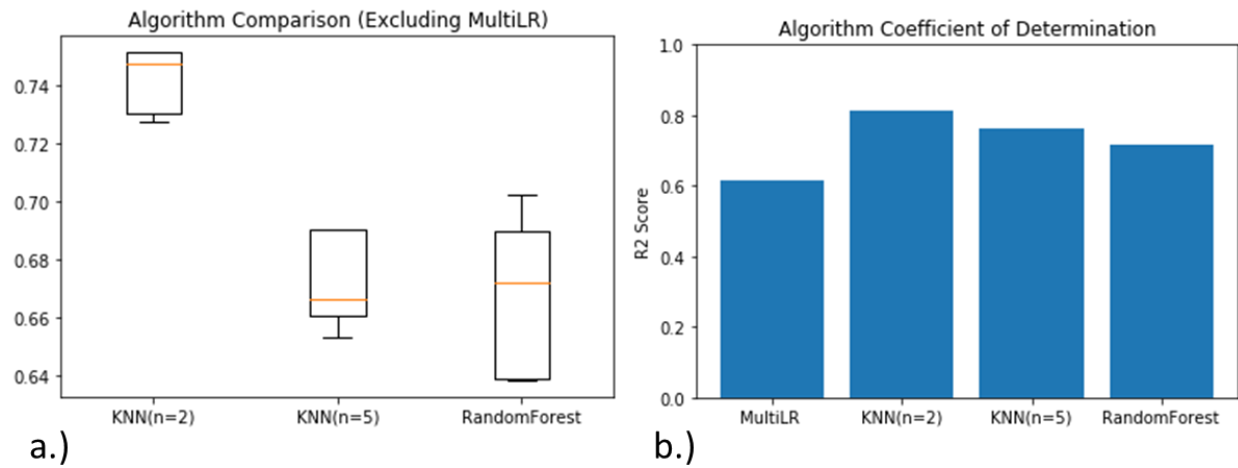 Algorithm Comparison (Excluding MultiLR)
0.74
0.72
0.70
0.68
0.66
0.64
KNN(n=2) KNN(n=5) RandomForest
a.)
Algorithm Coefficient of Determination
R2 Score
1.0
0.8
0.6
0.4
0.2
0.0
MultiLR KNN(n=2) KNN(n=5) RandomForest
b.)